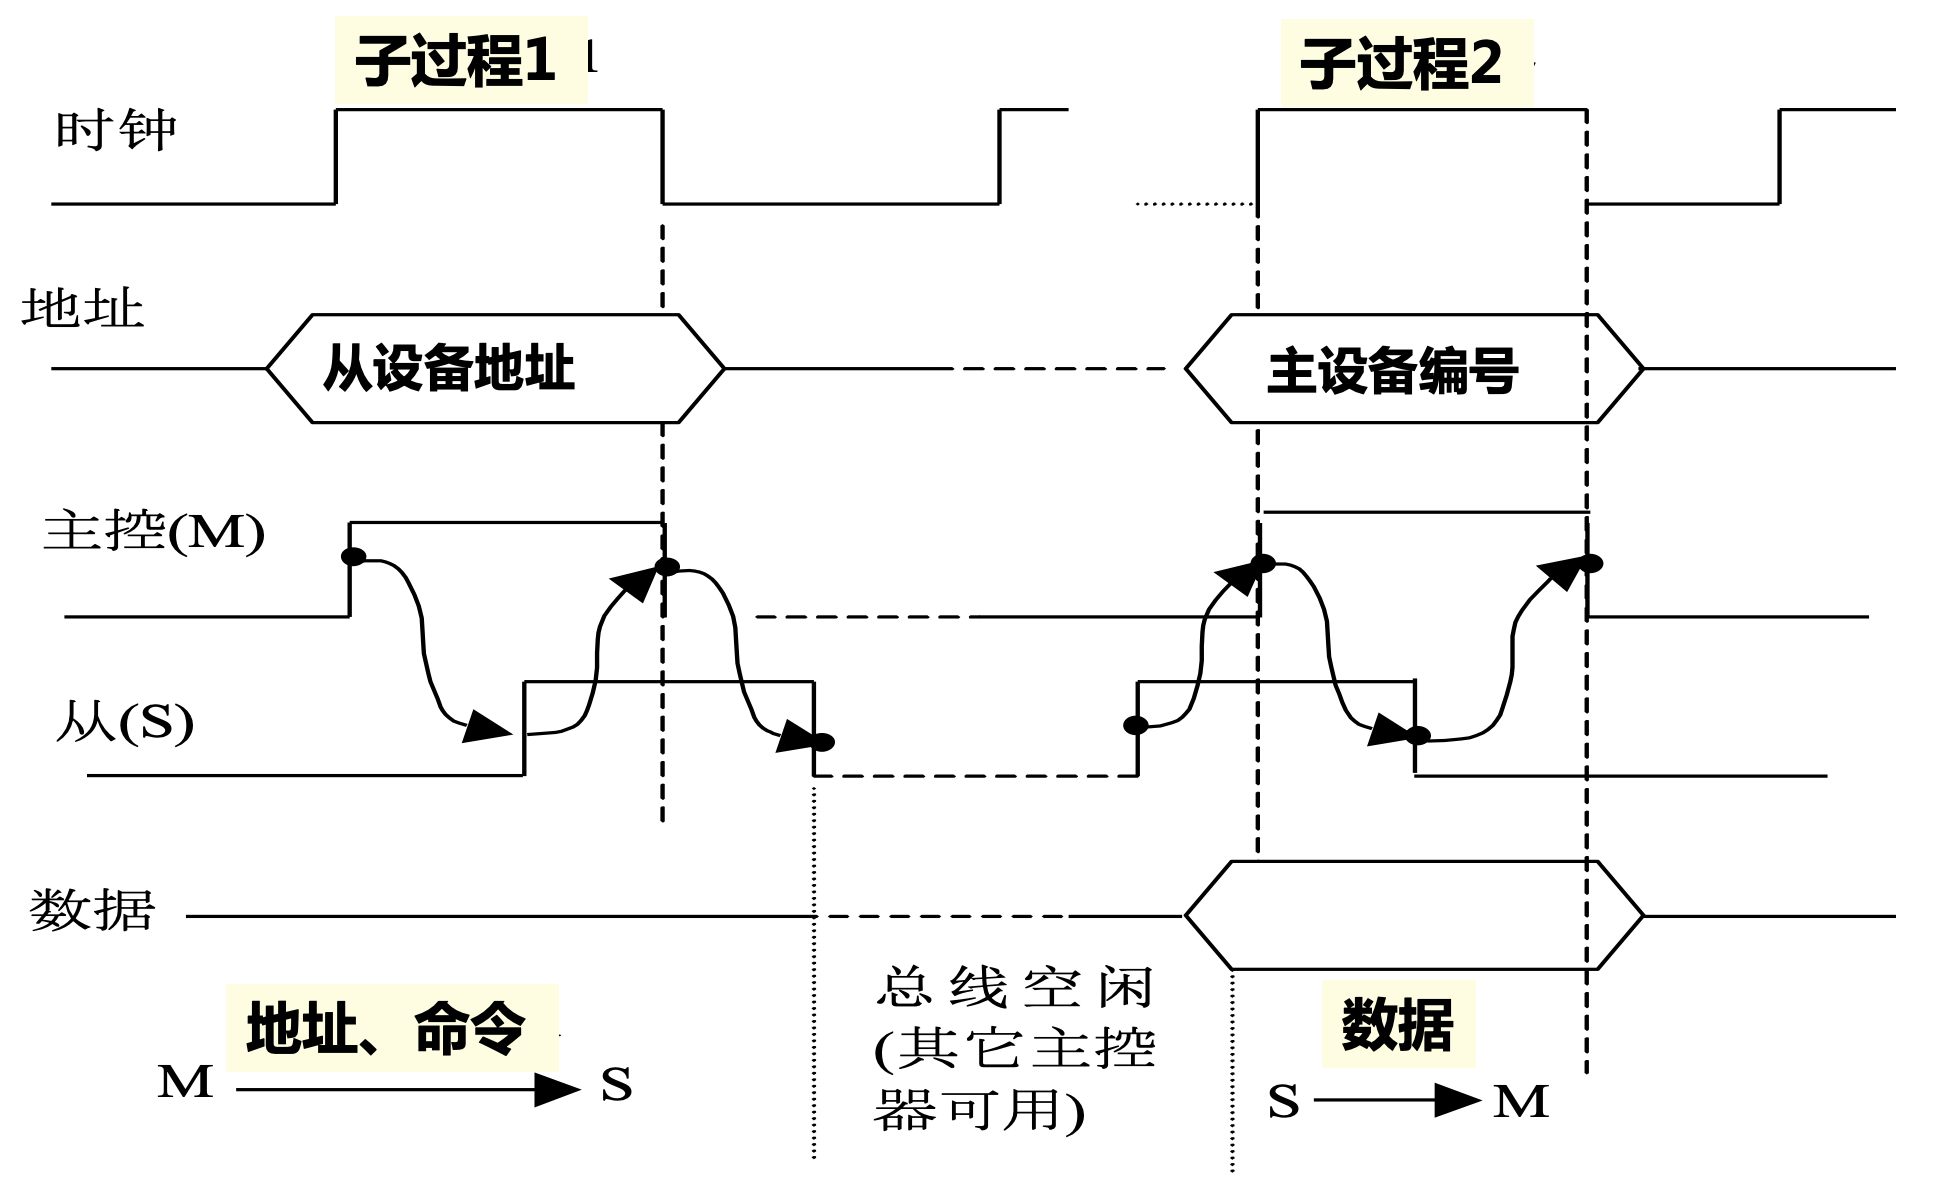 子过程1
子过程2
时钟
地址
从设备地址
主设备编号
主控(M)
从(S)
数据
总线空闲
(其它主控
器可用)
地址、命令
M
S
数据
S
M